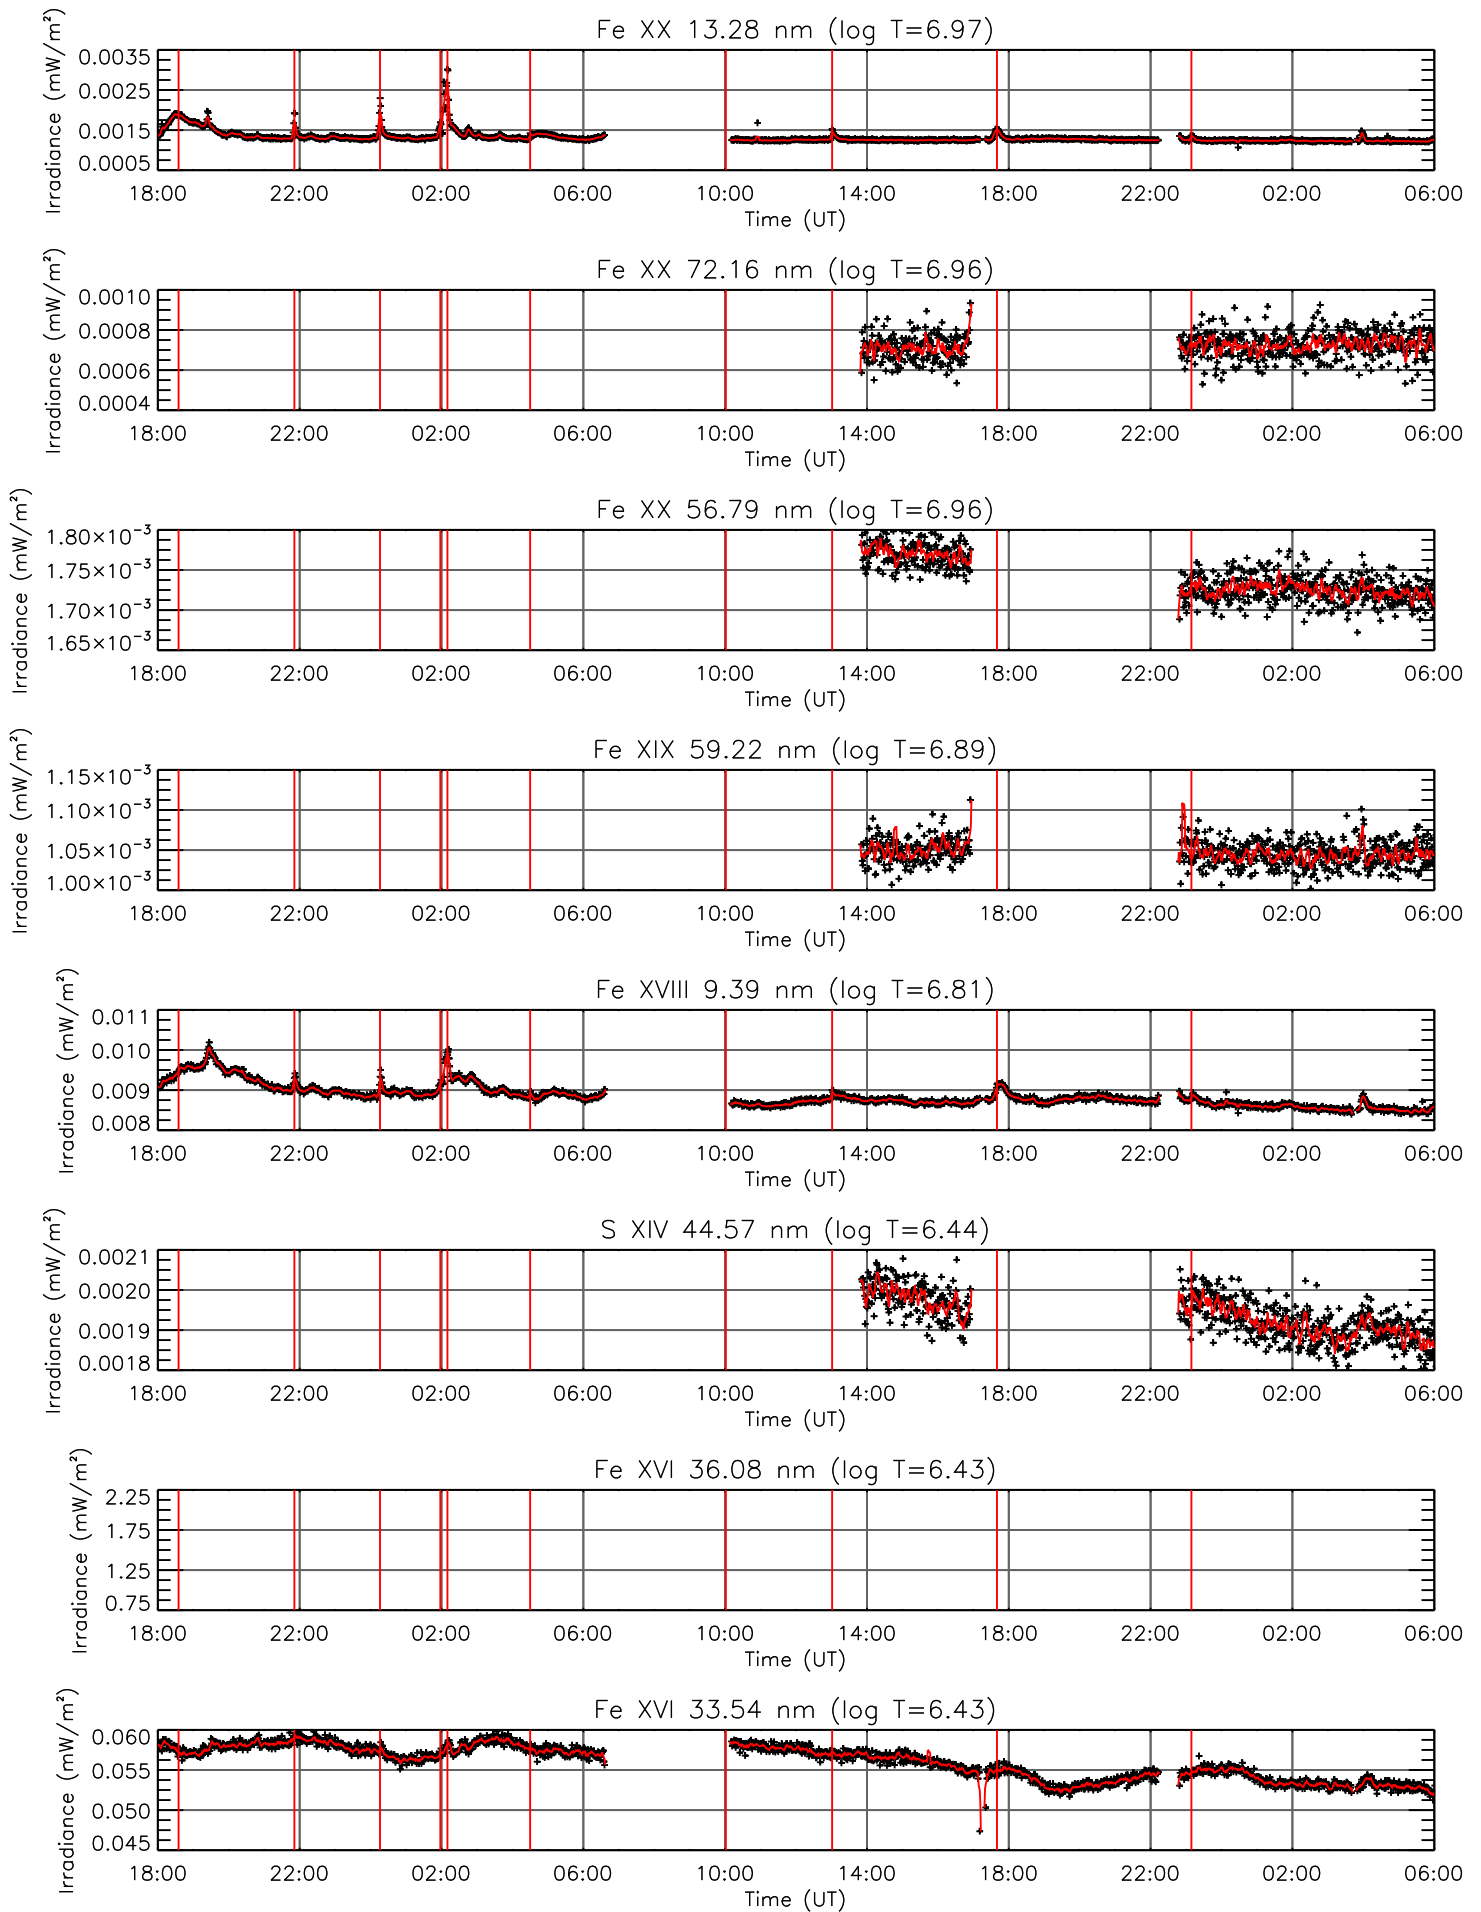 Fe XX 13.28 nm (log T=6.97)
Irradiance (mW/m²)
0.0035
0.0025
0.0015
0.0005
18:00 22:00 02:00 06:00 10:00 14:00 18:00 22:00 02:00 06:00
Time (UT)
Fe XX 72.16 nm (log T=6.96)
Irradiance (mW/m²)
0.0010
0.0008
0.0006
0.0004
18:00 22:00 02:00 06:00 10:00 14:00 18:00 22:00 02:00 06:00
Time (UT)
Fe XX 56.79 nm (log T=6.96)
Irradiance (mW/m²)
1.80×10⁻³
1.75×10⁻³
1.70×10⁻³
1.65×10⁻³
18:00 22:00 02:00 06:00 10:00 14:00 18:00 22:00 02:00 06:00
Time (UT)
Fe XIX 59.22 nm (log T=6.89)
Irradiance (mW/m²)
1.15×10⁻³
1.10×10⁻³
1.05×10⁻³
1.00×10⁻³
18:00 22:00 02:00 06:00 10:00 14:00 18:00 22:00 02:00 06:00
Time (UT)
Fe XVIII 9.39 nm (log T=6.81)
Irradiance (mW/m²)
0.011
0.010
0.009
0.008
18:00 22:00 02:00 06:00 10:00 14:00 18:00 22:00 02:00 06:00
Time (UT)
S XIV 44.57 nm (log T=6.44)
Irradiance (mW/m²)
0.0021
0.0020
0.0019
0.0018
18:00 22:00 02:00 06:00 10:00 14:00 18:00 22:00 02:00 06:00
Time (UT)
Fe XVI 36.08 nm (log T=6.43)
Irradiance (mW/m²)
2.25
1.75
1.25
0.75
18:00 22:00 02:00 06:00 10:00 14:00 18:00 22:00 02:00 06:00
Time (UT)
Fe XVI 33.54 nm (log T=6.43)
Irradiance (mW/m²)
0.060
0.055
0.050
0.045
18:00 22:00 02:00 06:00 10:00 14:00 18:00 22:00 02:00 06:00
Time (UT)